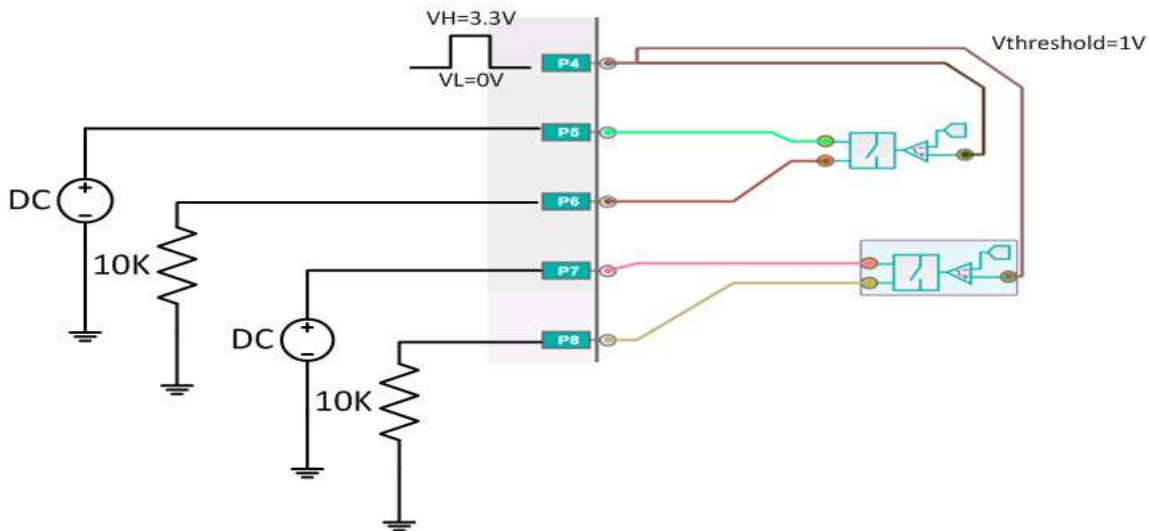 VH=3.3V
Vthreshold=1V
P4
VL=0V
P5
DC
P6
10K
P7
DC
P8
10K